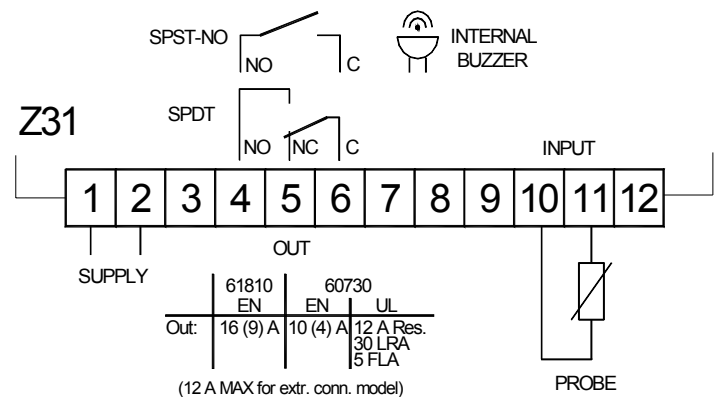 SPST-NO
INTERNAL
BUZZER
NO C
SPDT
Z31
NO NC C
INPUT
1 2 3 4 5 6 7 8 9 10 11 12
OUT
SUPPLY
61810 60730
EN EN UL
Out: 16 (9) A 10 (4) A 12 A Res.
30 LRA
5 FLA
(12 A MAX for extr. conn. model)
PROBE